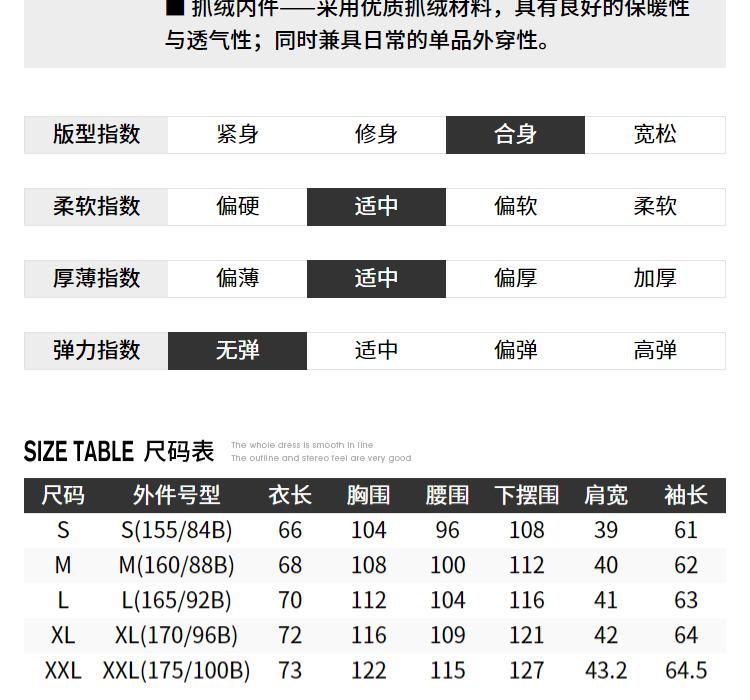 ■ 抓绒内件——采用优质抓绒材料，具有良好的保暖性
与透气性；同时兼具日常的单品外穿性。
版型指数 紧身 修身 合身 宽松
柔软指数 偏硬 适中 偏软 柔软
厚薄指数 偏薄 适中 偏厚 加厚
弹力指数 无弹 适中 偏弹 高弹
SIZE TABLE 尺码表
The whole dress is smooth in line
The outline and stereo feel are very good
尺码 外件号型 衣长 胸围 腰围 下摆围 肩宽 袖长
S S(155/84B) 66 104 96 108 39 61
M M(160/88B) 68 108 100 112 40 62
L L(165/92B) 70 112 104 116 41 63
XL XL(170/96B) 72 116 109 121 42 64
XXL XXL(175/100B) 73 122 115 127 43.2 64.5